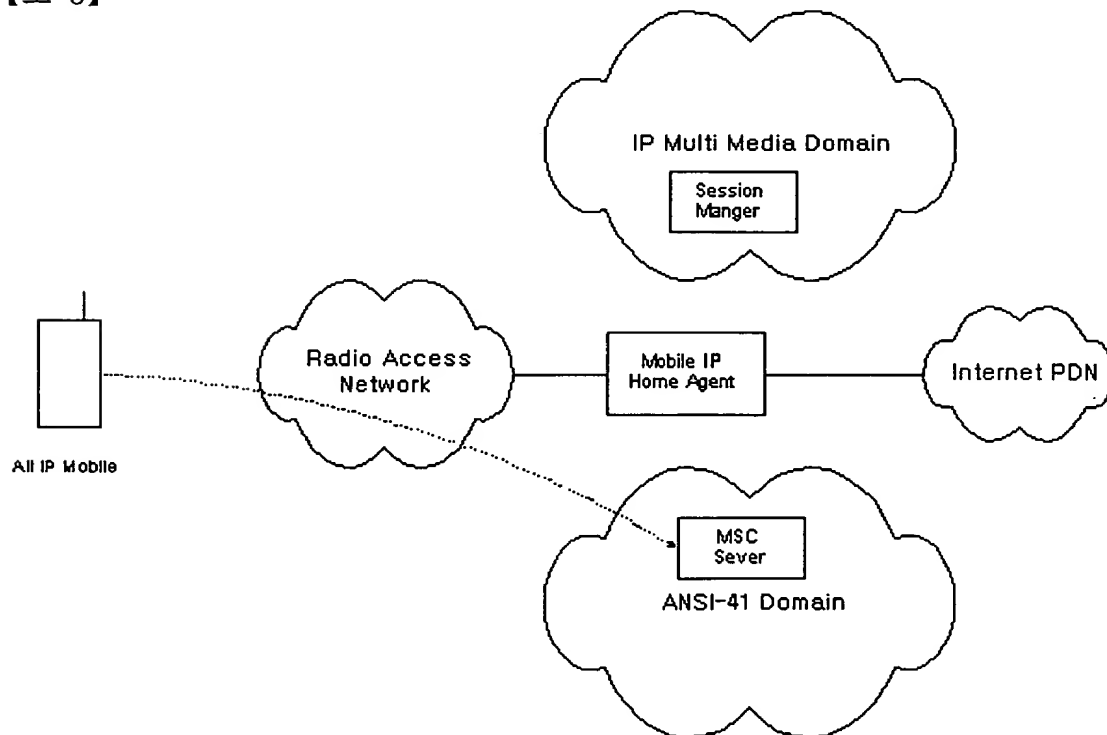 IP Multi Media Domain
Session
Manger
Radio Access
Network
Mobile IP
Home Agent
Internet PDN
All IP Mobile
MSC
Sever
ANSI-41 Domain